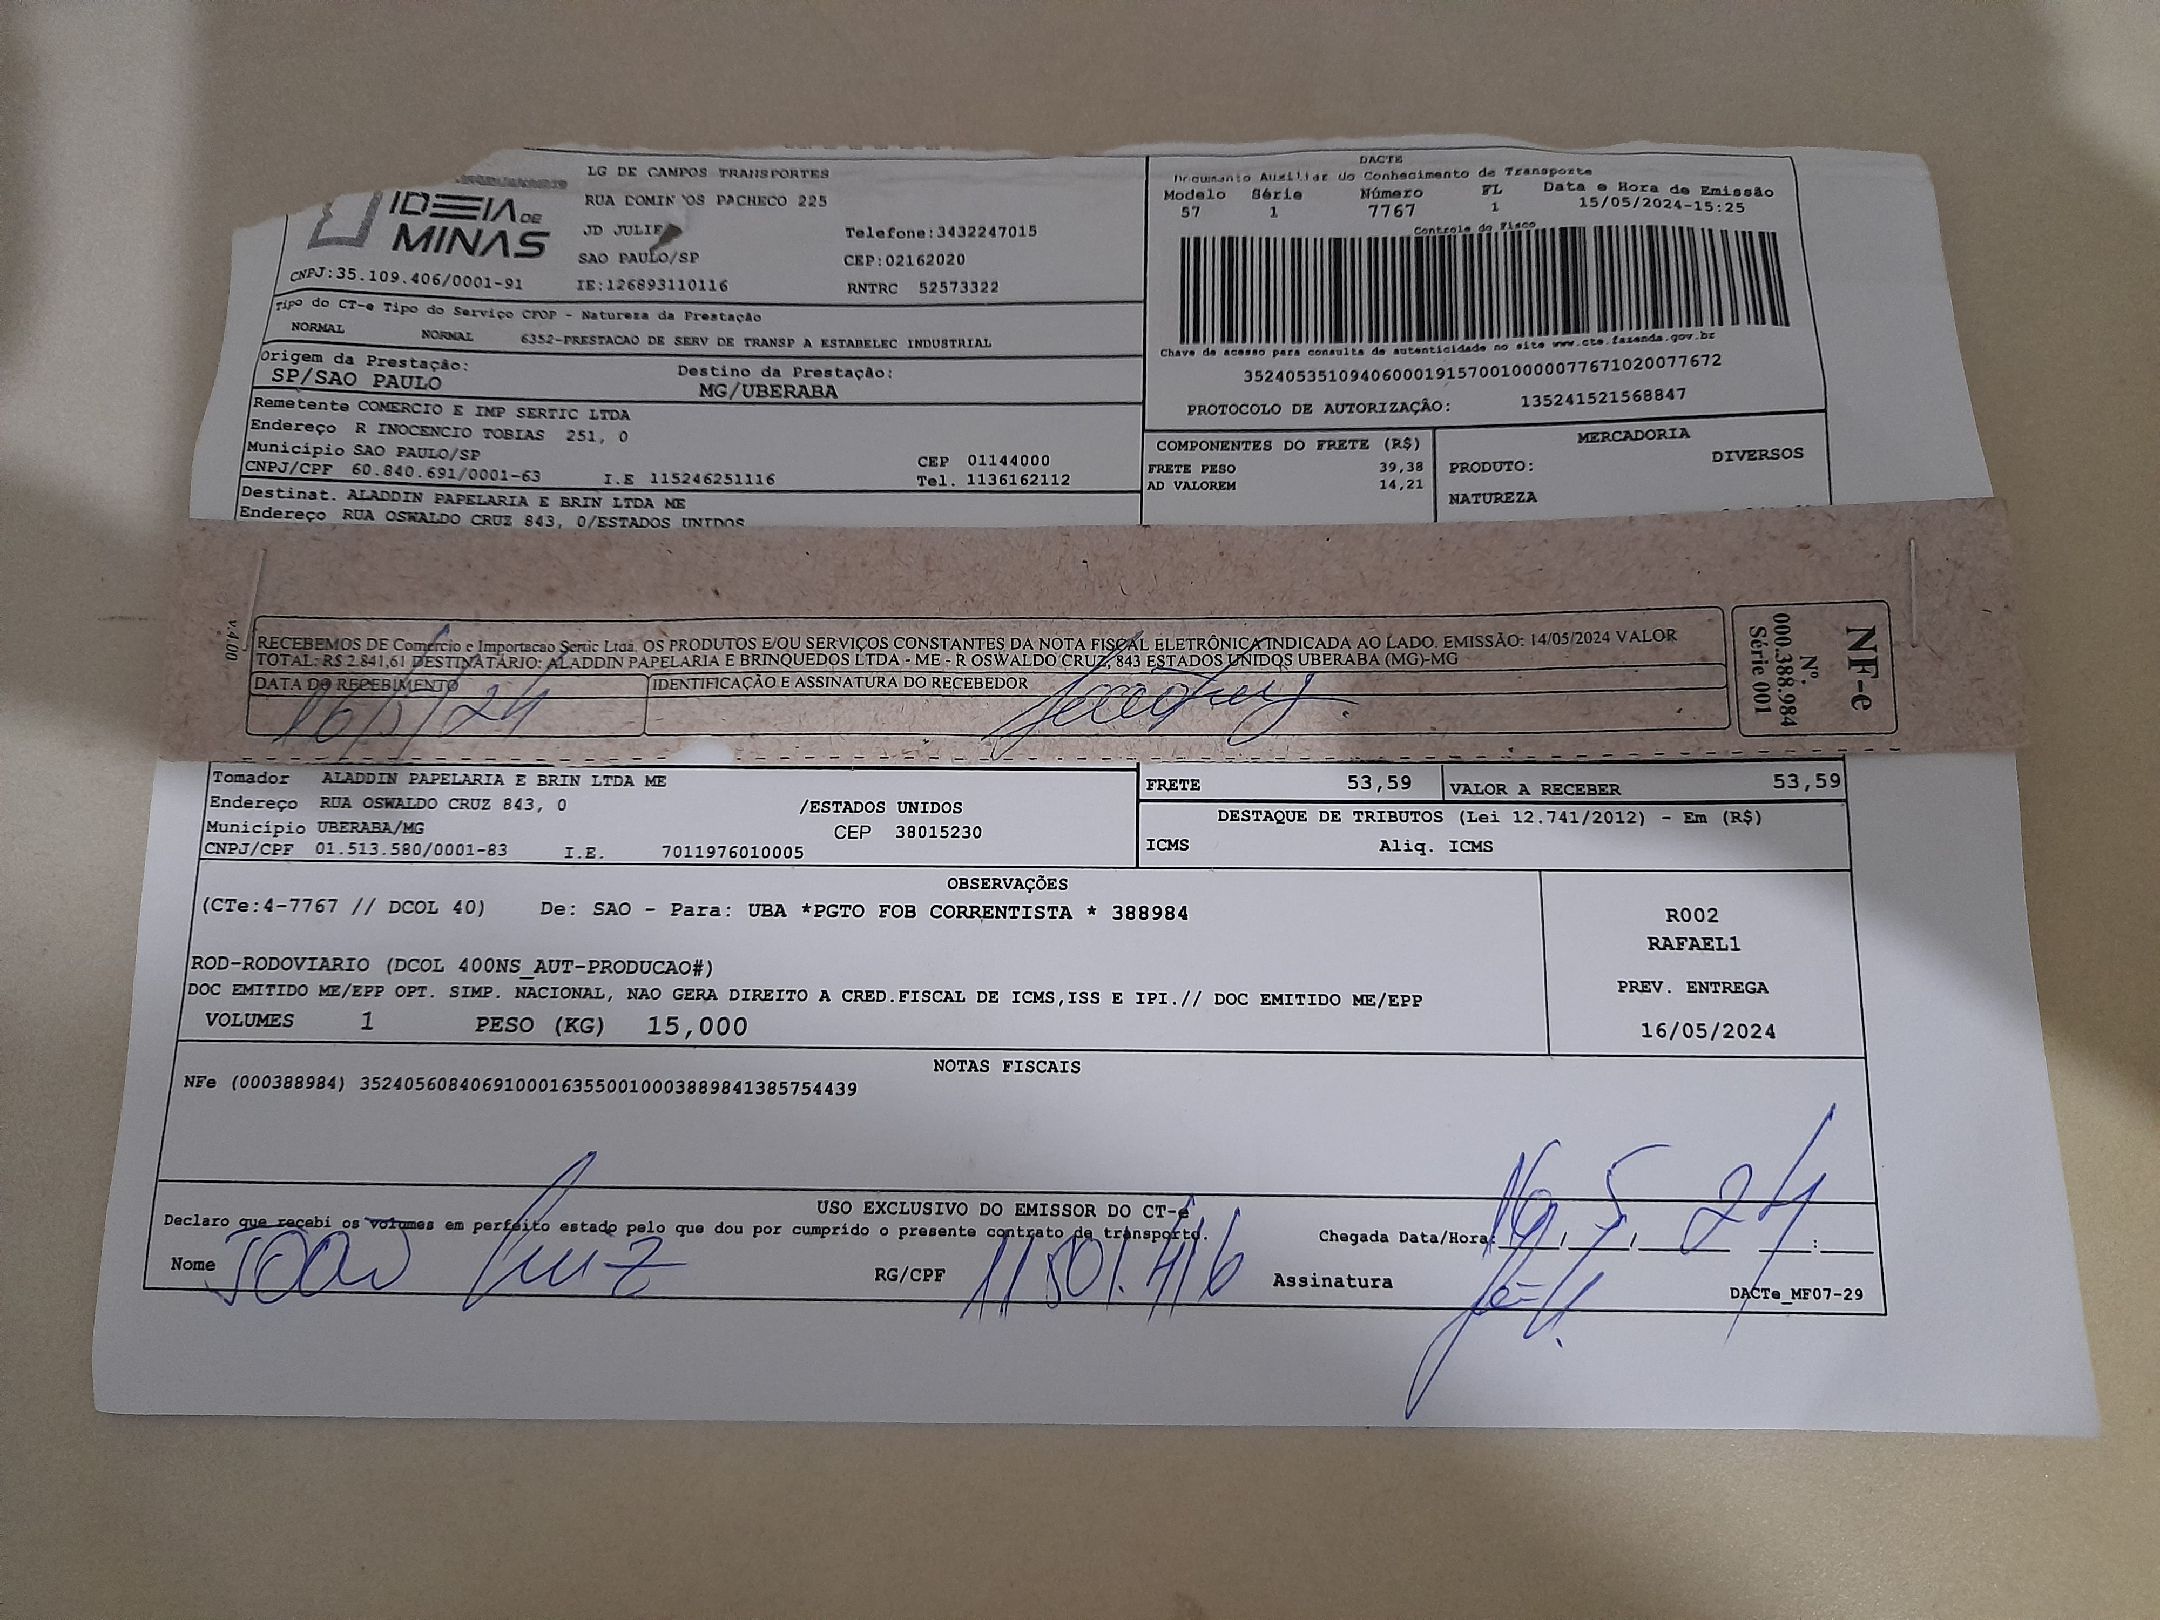 IDEIA DE
MINAS
CNPJ:35.109.406/0001-91
LG DE CAMPOS TRANSPORTES
RUA DOMIN OS PACHECO 225
JD JULIE
Telefone:3432247015
SAO PAULO/SP
CEP:02162020
IE:126893110116
RNTRC 52573322
DACTE
Documento Auxiliar do Conhecimento de Transporte
Modelo Série Número FL Data e Hora de Emissão
57 1 7767 1 15/05/2024-15:25
Controle do Fisco
Chave de acesso para consulta de autenticidade no site www.cte.fazenda.gov.br
35240535109406000191570010000077671020077672
PROTOCOLO DE AUTORIZAÇÃO: 135241521568847
Tipo do CT-e Tipo do Serviço CFOP - Natureza da Prestação
NORMAL NORMAL 6352-PRESTACAO DE SERV DE TRANSP A ESTABELEC INDUSTRIAL
Origem da Prestação: Destino da Prestação:
SP/SAO PAULO MG/UBERABA
Remetente COMERCIO E IMP SERTIC LTDA
Endereço R INOCENCIO TOBIAS 251, 0
Município SAO PAULO/SP CEP 01144000
CNPJ/CPF 60.840.691/0001-63 I.E 115246251116 Tel. 1136162112
Destinat. ALADDIN PAPELARIA E BRIN LTDA ME
Endereço RUA OSWALDO CRUZ 843, 0/ESTADOS UNIDOS
COMPONENTES DO FRETE (R$)
FRETE PESO 39,38
AD VALOREM 14,21
MERCADORIA
PRODUTO: DIVERSOS
NATUREZA
v.4.00
RECEBEMOS DE Comercio e Importacao Sertic Ltda. OS PRODUTOS E/OU SERVIÇOS CONSTANTES DA NOTA FISCAL ELETRÔNICA INDICADA AO LADO. EMISSÃO: 14/05/2024 VALOR
TOTAL: R$ 2.841,61 DESTINATÁRIO: ALADDIN PAPELARIA E BRINQUEDOS LTDA - ME - R OSWALDO CRUZ, 843 ESTADOS UNIDOS UBERABA (MG)-MG
DATA DO RECEBIMENTO IDENTIFICAÇÃO E ASSINATURA DO RECEBEDOR
16/5/24
NF-e
Nº.
000.388.984
Série 001
Tomador ALADDIN PAPELARIA E BRIN LTDA ME
Endereço RUA OSWALDO CRUZ 843, 0 /ESTADOS UNIDOS
Município UBERABA/MG CEP 38015230
CNPJ/CPF 01.513.580/0001-83 I.E. 7011976010005
FRETE 53,59 VALOR A RECEBER 53,59
DESTAQUE DE TRIBUTOS (Lei 12.741/2012) - Em (R$)
ICMS Aliq. ICMS
OBSERVAÇÕES
(CTe:4-7767 // DCOL 40) De: SAO - Para: UBA *PGTO FOB CORRENTISTA * 388984
ROD-RODOVIARIO (DCOL 400NS_AUT-PRODUCAO#)
DOC EMITIDO ME/EPP OPT. SIMP. NACIONAL, NAO GERA DIREITO A CRED.FISCAL DE ICMS,ISS E IPI.// DOC EMITIDO ME/EPP
VOLUMES 1 PESO (KG) 15,000
R002
RAFAEL1
PREV. ENTREGA
16/05/2024
NOTAS FISCAIS
NFe (000388984) 35240560840691000163550010003889841385754439
USO EXCLUSIVO DO EMISSOR DO CT-e
Declaro que recebi os volumes em perfeito estado pelo que dou por cumprido o presente contrato de transporte.
Chegada Data/Hora: 16, 5, 24 :
Nome João Luiz RG/CPF 11501.416 Assinatura
DACTe_MF07-29